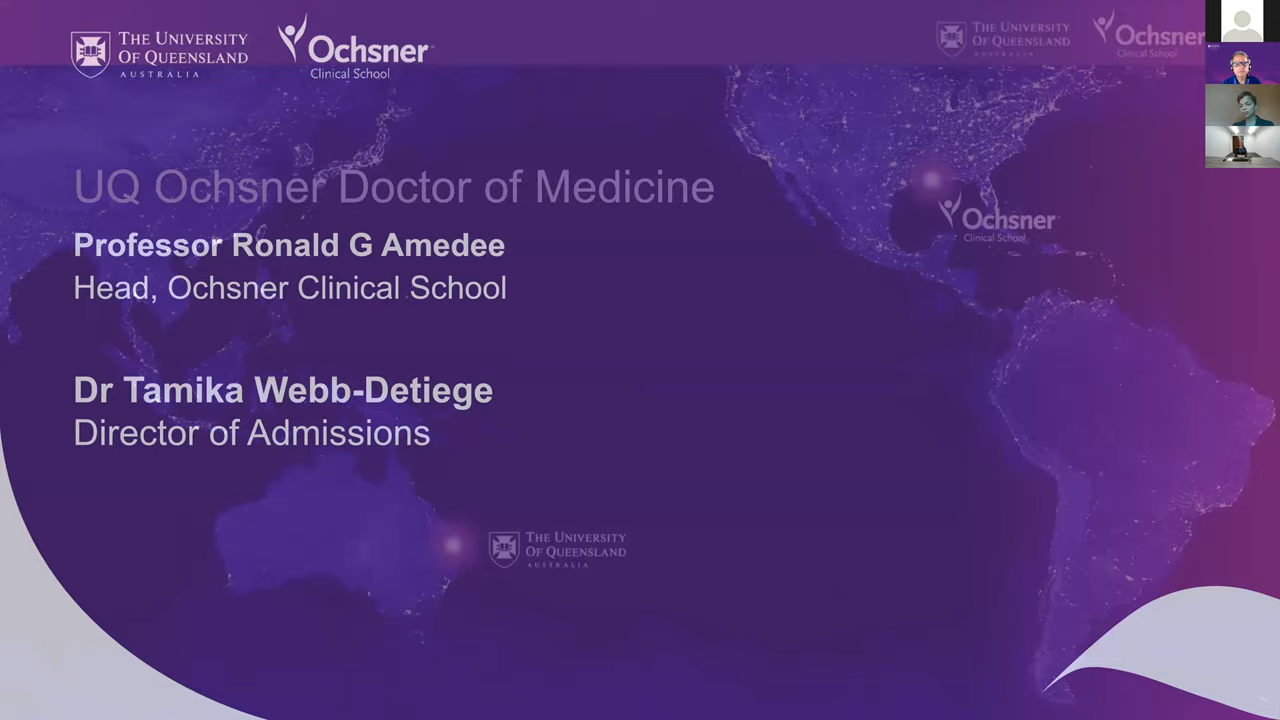 THE UNIVERSITY
OF QUEENSLAND
AUSTRALIA
Ochsner
Clinical School
THE UNIVERSITY
OF QUEENSLAND
AUSTRALIA
Ochsner
Clinical School
UQ Ochsner Doctor of Medicine
Professor Ronald G Amedee
Head, Ochsner Clinical School
Ochsner
Clinical School
Dr Tamika Webb-Detiege
Director of Admissions
THE UNIVERSITY
OF QUEENSLAND
AUSTRALIA